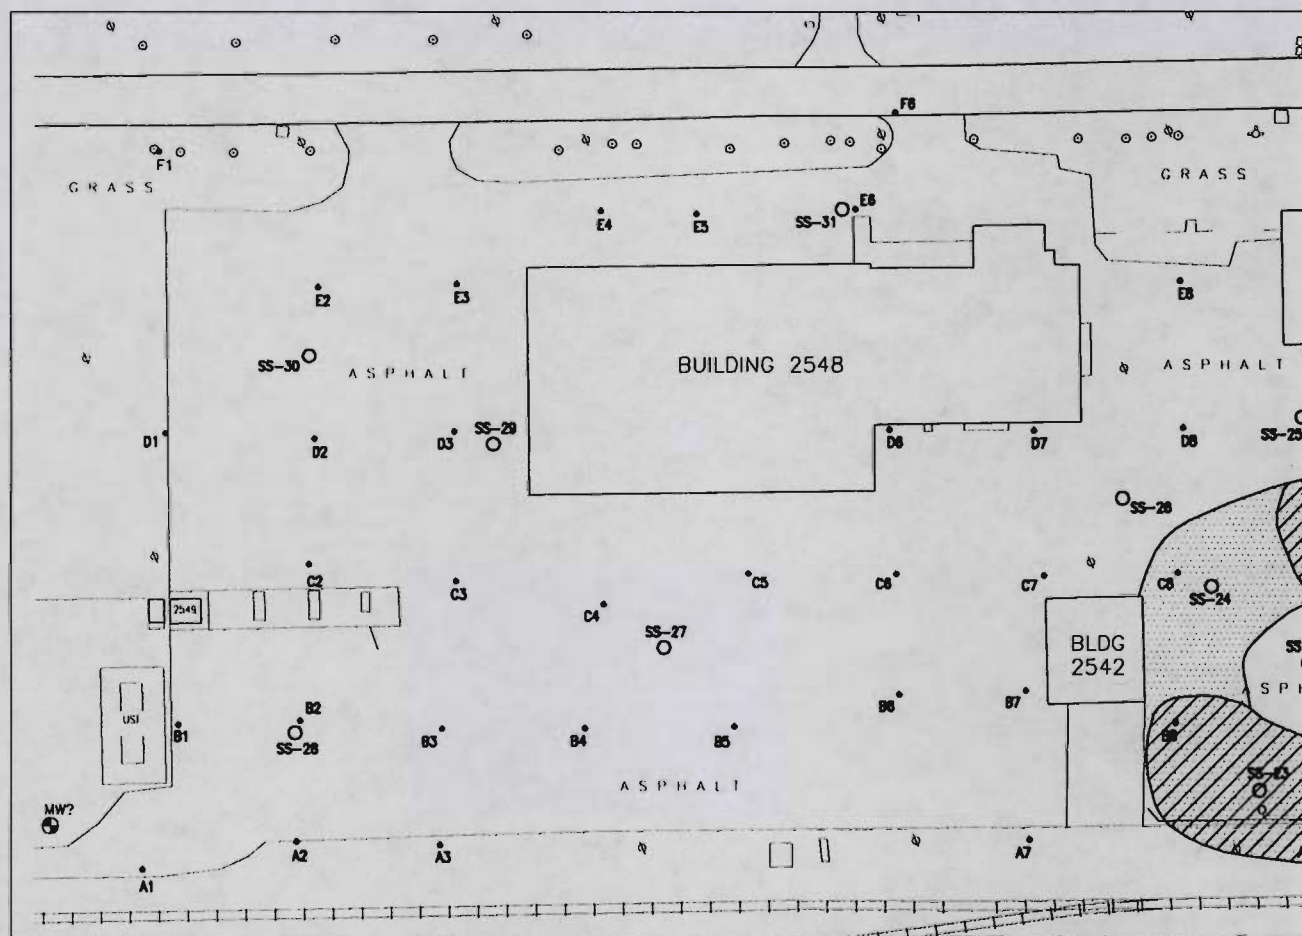 F6
F1
GRASS
GRASS
E4
E5
SS-31
E6
E2
E3
E8
SS-30
ASPHALT
BUILDING 2548
ASPHALT
D1
D2
D3
SS-29
D6
D7
D8
SS-25
SS-26
C2
C3
C4
C5
C6
C7
C8
SS-24
2549
SS-27
BLDG
2542
B1
B2
SS-28
B3
B4
B5
B6
B7
B8
ASPHALT
MW?
A1
A2
A3
A7